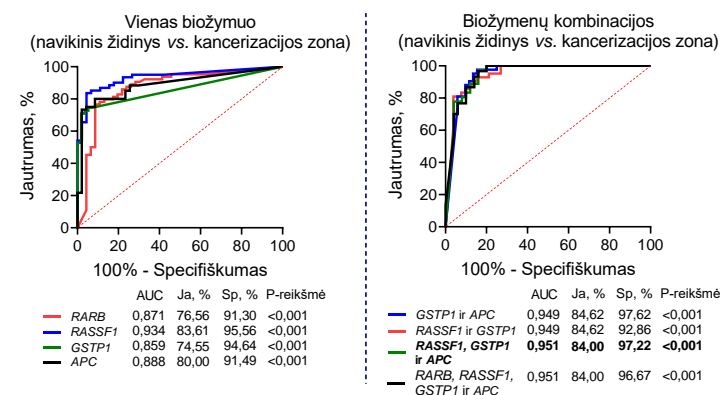 Vienas biožymuo
(navikinis židinys vs. kancerizacijos zona)
Jautrumas, %
100
80
60
40
20
0
0 20 40 60 80 100
100% - Specifiškumas
AUC Ja, % Sp, % P-reikšmė
RARB 0,871 76,56 91,30 <0,001
RASSF1 0,934 83,61 95,56 <0,001
GSTP1 0,859 74,55 94,64 <0,001
APC 0,888 80,00 91,49 <0,001
Biožymenų kombinacijos
(navikinis židinys vs. kancerizacijos zona)
Jautrumas, %
100
80
60
40
20
0
0 20 40 60 80 100
100% - Specifiškumas
AUC Ja, % Sp, % P-reikšmė
GSTP1 ir APC 0,949 84,62 97,62 <0,001
RASSF1 ir GSTP1 0,949 84,62 92,86 <0,001
RASSF1, GSTP1 0,951 84,00 97,22 <0,001
ir APC
RARB, RASSF1, 0,951 84,00 96,67 <0,001
GSTP1 ir APC